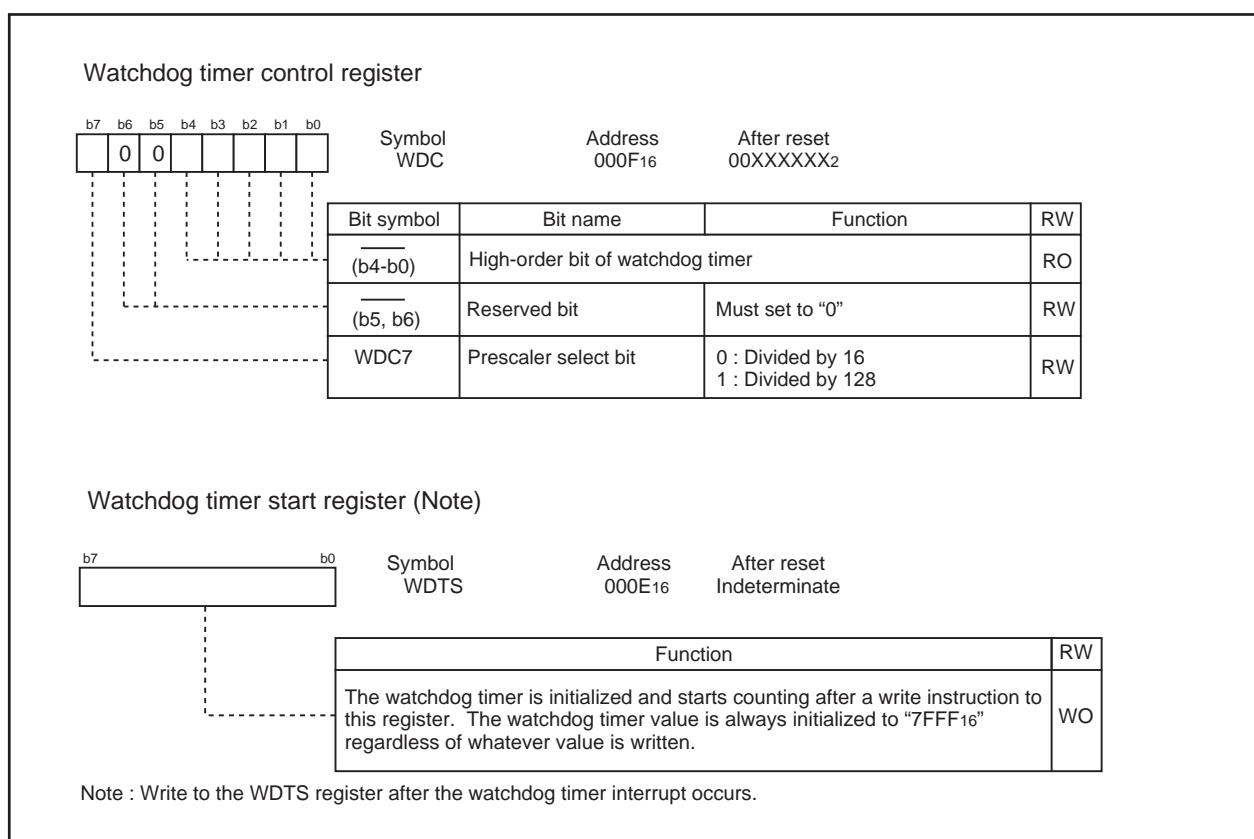 Watchdog timer control register
b7 b6 b5 b4 b3 b2 b1 b0
0 0
Symbol Address After reset
WDC 000F16 00XXXXXX2
Bit symbol Bit name Function RW
(b4-b0) High-order bit of watchdog timer RO
(b5, b6) Reserved bit Must set to “0” RW
WDC7 Prescaler select bit 0 : Divided by 16
1 : Divided by 128 RW
Watchdog timer start register (Note)
b7 b0
Symbol Address After reset
WDTS 000E16 Indeterminate
Function RW
The watchdog timer is initialized and starts counting after a write instruction to
this register. The watchdog timer value is always initialized to “7FFF16”
regardless of whatever value is written.
WO
Note : Write to the WDTS register after the watchdog timer interrupt occurs.